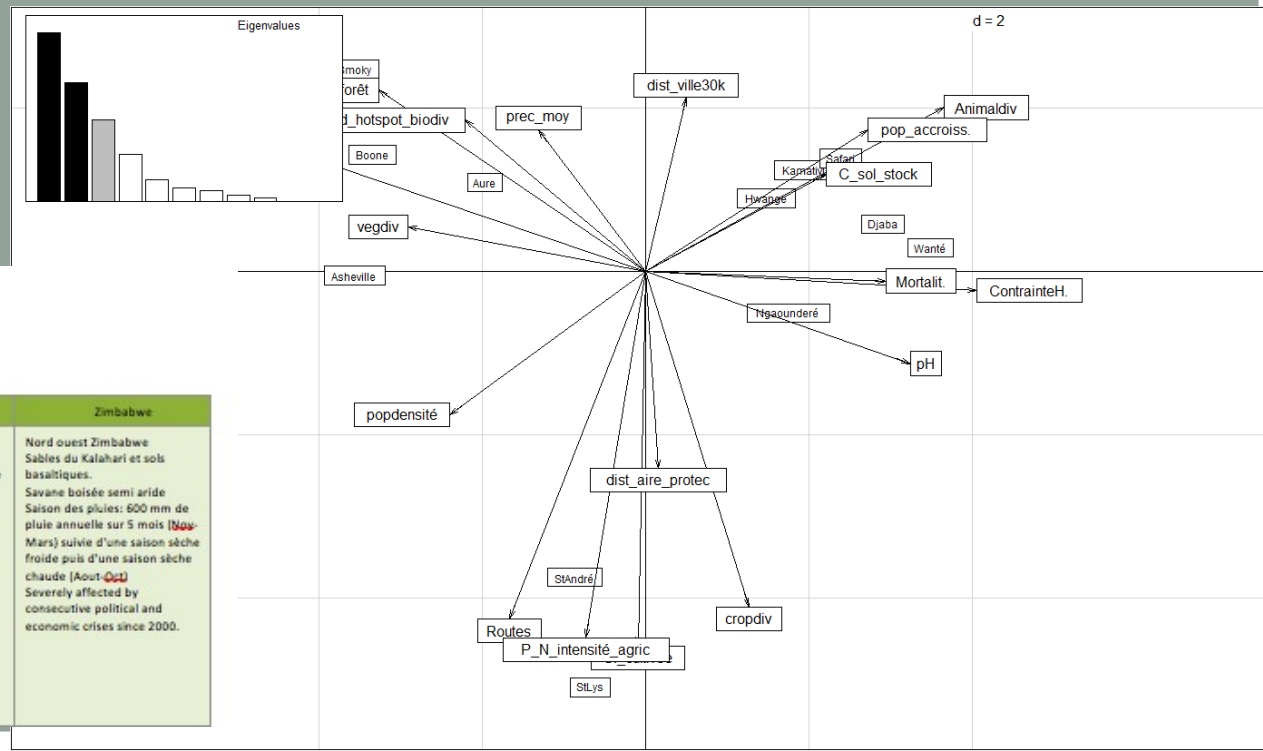 Eigenvalues
d = 2
Smoky
forêt
dist_ville30k
Animaldiv
d_hotspot_biodiv
prec_moy
pop_accroiss.
Boone
Safari
Kamativi
C_sol_stock
Aure
Hwange
vegdiv
Djaba
Wanté
Asheville
Mortalit.
ContrainteH.
Ngaounderé
pH
popdensité
Zimbabwe
Nord ouest Zimbabwe
Sables du Kalahari et sols
basaltiques.
Savane boisée semi aride
Saison des pluies: 600 mm de
pluie annuelle sur 5 mois (Nov-
Mars) suivie d'une saison sèche
froide puis d'une saison sèche
chaude (Aout-Oct)
Severely affected by
consecutive political and
economic crises since 2000.
dist_aire_protec
StAndré
cropdiv
Routes
P_N_intensité_agric
StLys